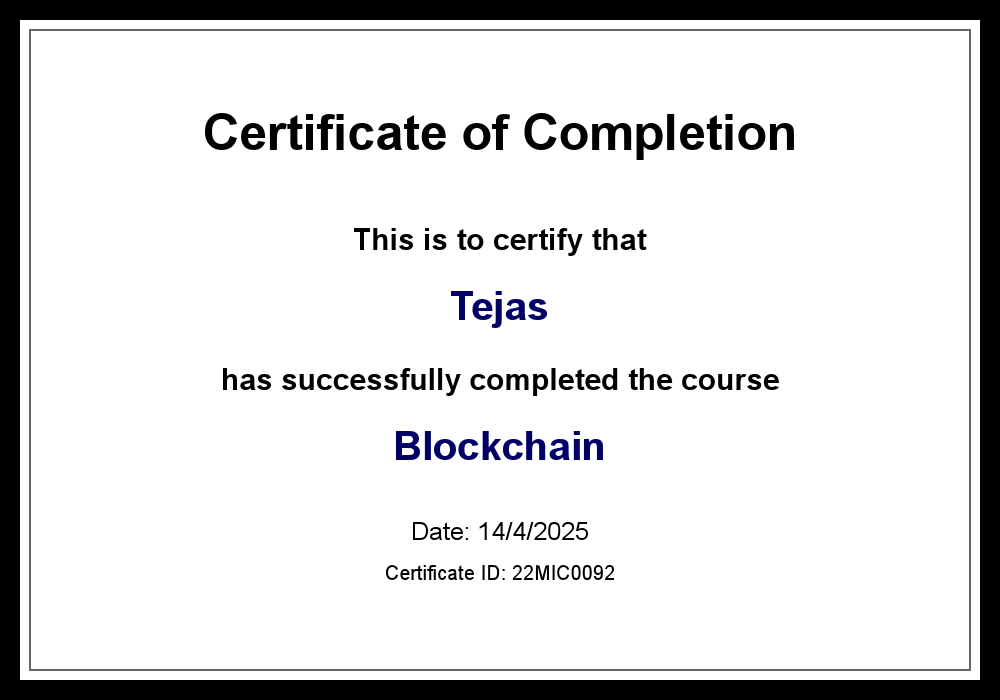 Certificate of Completion
This is to certify that
Tejas
has successfully completed the course
Blockchain
Date: 14/4/2025
Certificate ID: 22MIC0092